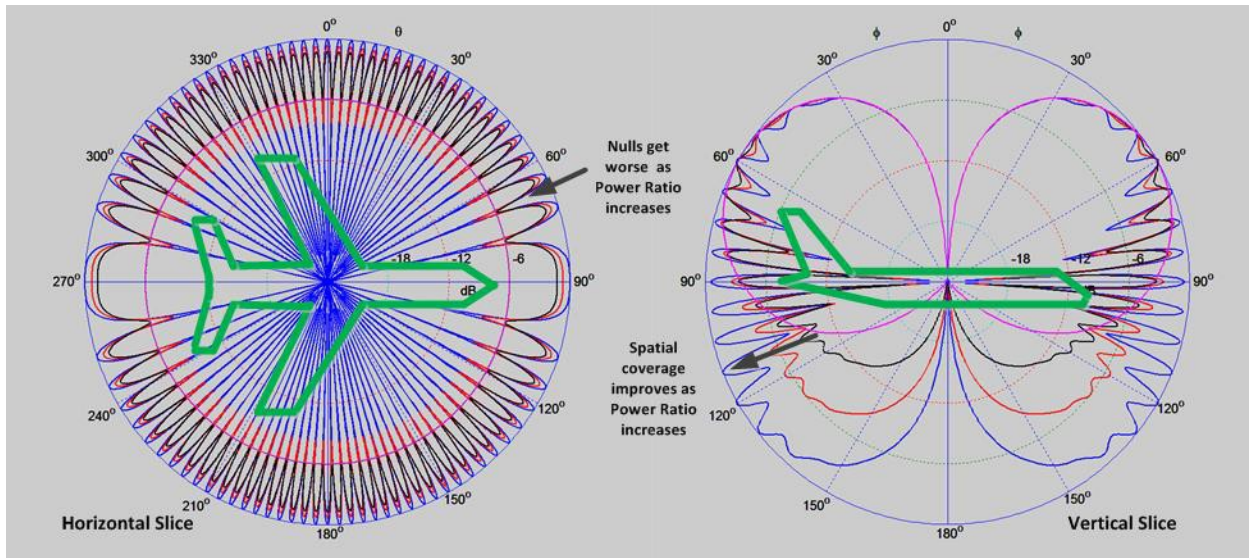 0°
θ
330°
30°
300°
60°
Nulls get
worse as
Power Ratio
increases
-18
-12
-6
270°
dB
90°
240°
120°
210°
150°
180°
Horizontal Slice
ϕ
0°
ϕ
30°
30°
60°
60°
-18
-12
-6
90°
90°
Spatial
coverage
improves as
Power Ratio
increases
120°
120°
150°
150°
180°
Vertical Slice